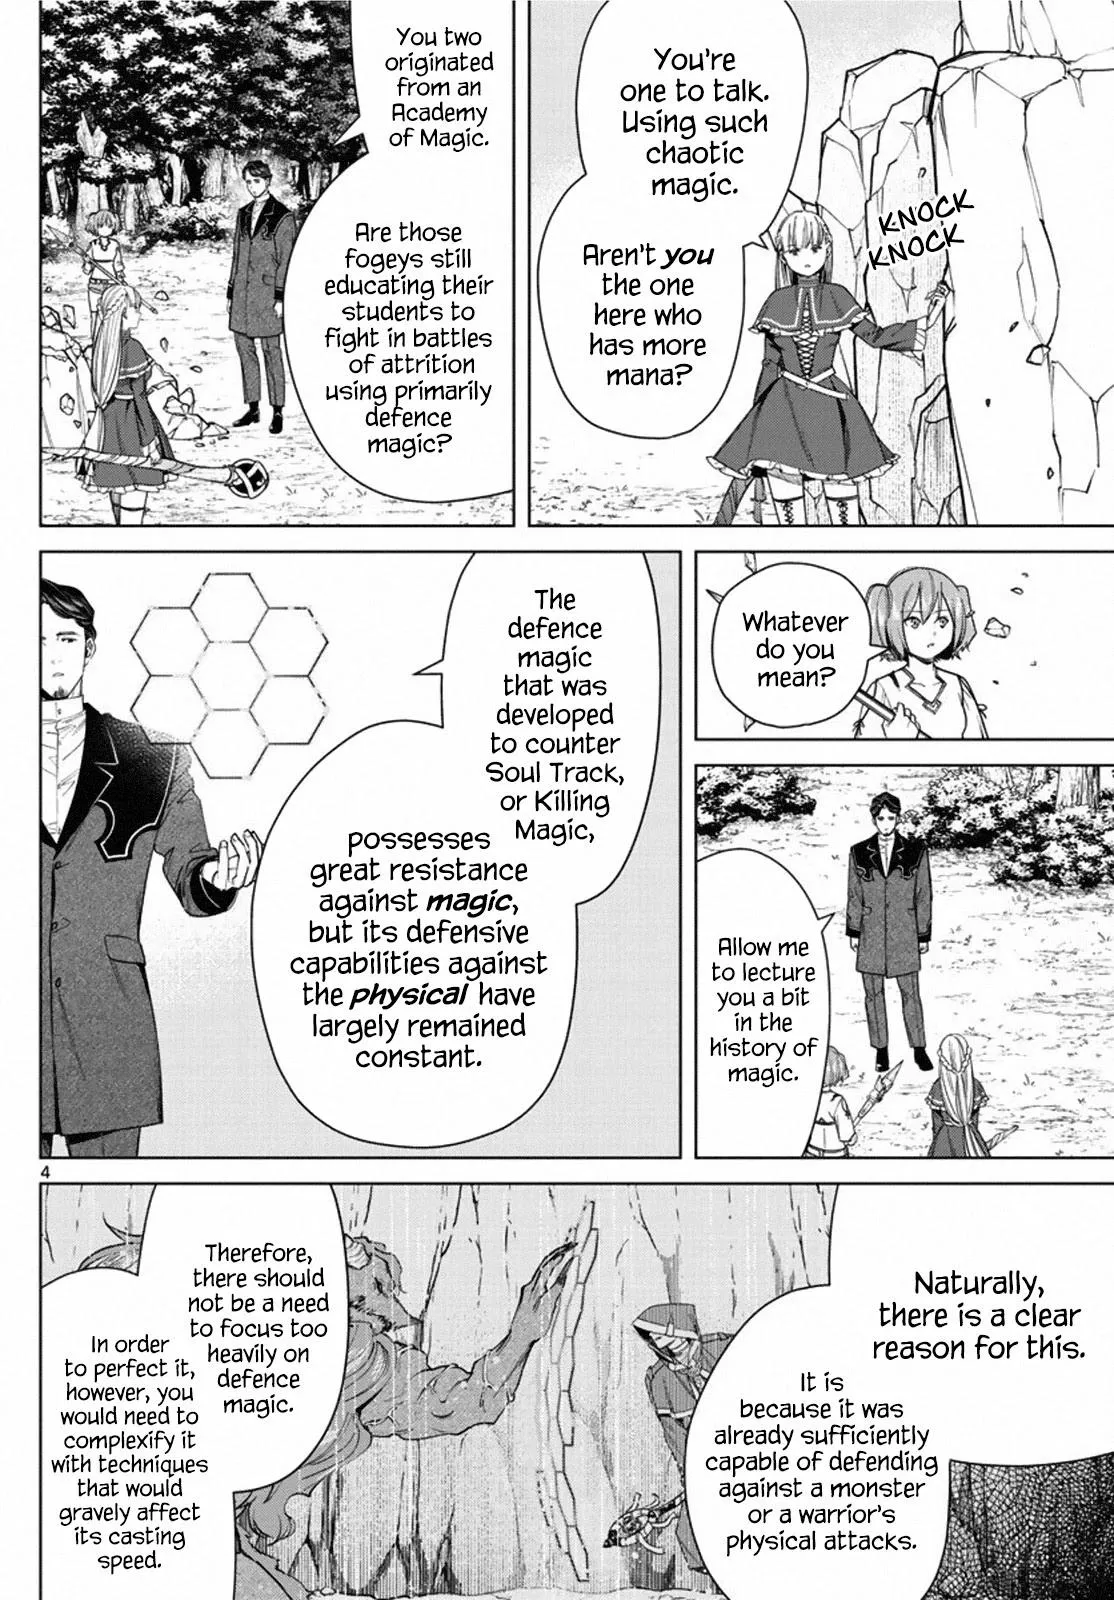 You're
one to talk.
Using such
chaotic
magic.
Aren't you
the one
here who
has more
mana?
KNOCK
KNOCK
You two
originated
from an
Academy
of Magic.
Are those
fogeys still
educating their
students to
fight in battles
of attrition
using primarily
defence
magic?
Whatever
do you
mean?
Allow me
to lecture
you a bit
in the
history of
magic.
The
defence
magic
that was
developed
to counter
Soul Track,
or Killing
Magic,
possesses
great resistance
against magic,
but its defensive
capabilities against
the physical have
largely remained
constant.
4
Naturally,
there is a clear
reason for this.
It is
because it was
already sufficiently
capable of defending
against a monster
or a warrior's
physical attacks.
Therefore,
there should
not be a need
to focus too
heavily on
defence
magic.
In order
to perfect it,
however, you
would need to
complexify it
with techniques
that would
gravely affect
its casting
speed.